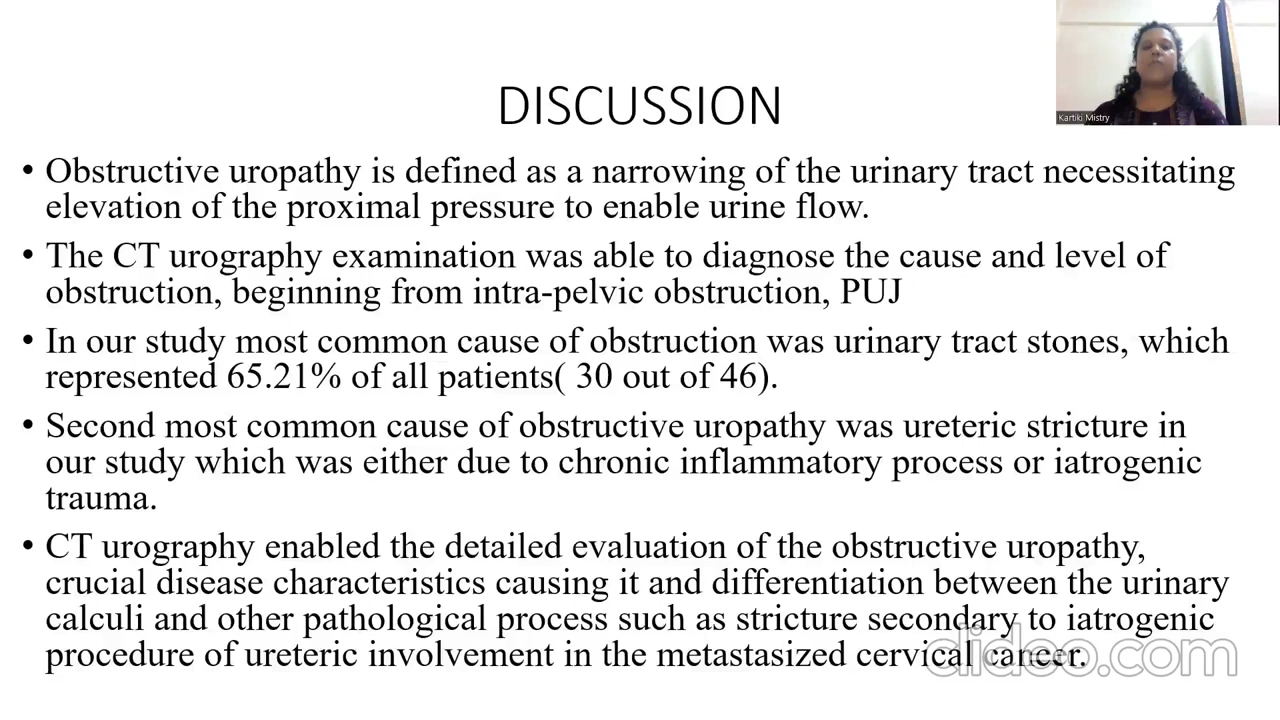 DISCUSSION
Kartiki Mistry
• Obstructive uropathy is defined as a narrowing of the urinary tract necessitating
elevation of the proximal pressure to enable urine flow.
• The CT urography examination was able to diagnose the cause and level of
obstruction, beginning from intra-pelvic obstruction, PUJ
• In our study most common cause of obstruction was urinary tract stones, which
represented 65.21% of all patients( 30 out of 46).
• Second most common cause of obstructive uropathy was ureteric stricture in
our study which was either due to chronic inflammatory process or iatrogenic
trauma.
• CT urography enabled the detailed evaluation of the obstructive uropathy,
crucial disease characteristics causing it and differentiation between the urinary
calculi and other pathological process such as stricture secondary to iatrogenic
procedure of ureteric involvement in the metastasized cervical cancer.
clideo.com